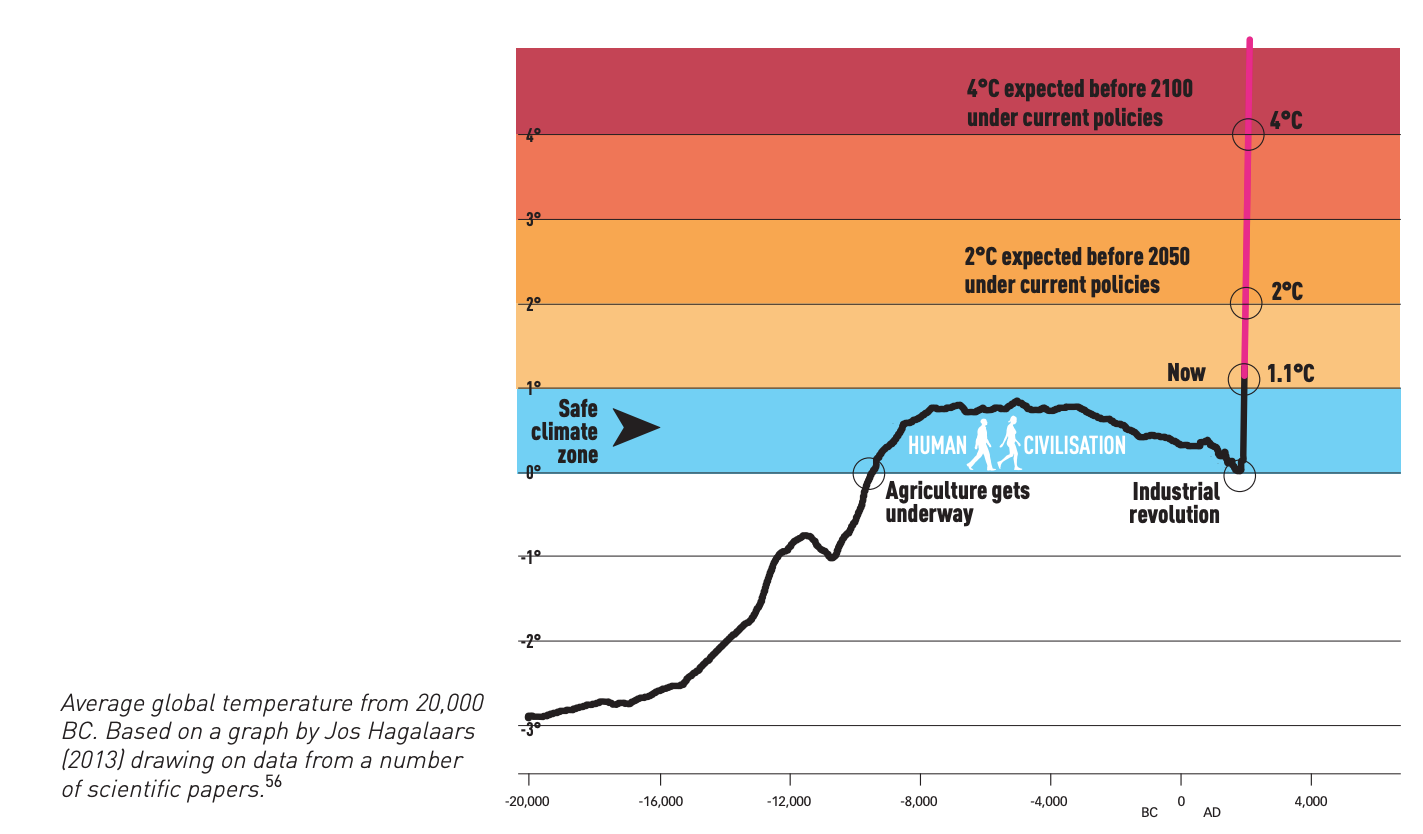 4°C expected before 2100
under current policies
4°C
4°
3°
2°C expected before 2050
under current policies
2°C
2°
Now
1.1°C
1°
Safe
climate
zone
HUMAN CIVILISATION
0°
Agriculture gets
underway
Industrial
revolution
-1°
-2°
-3°
Average global temperature from 20,000
BC. Based on a graph by Jos Hagalaars
(2013) drawing on data from a number
of scientific papers.56
-20,000 -16,000 -12,000 -8,000 -4,000 0 4,000
BC AD